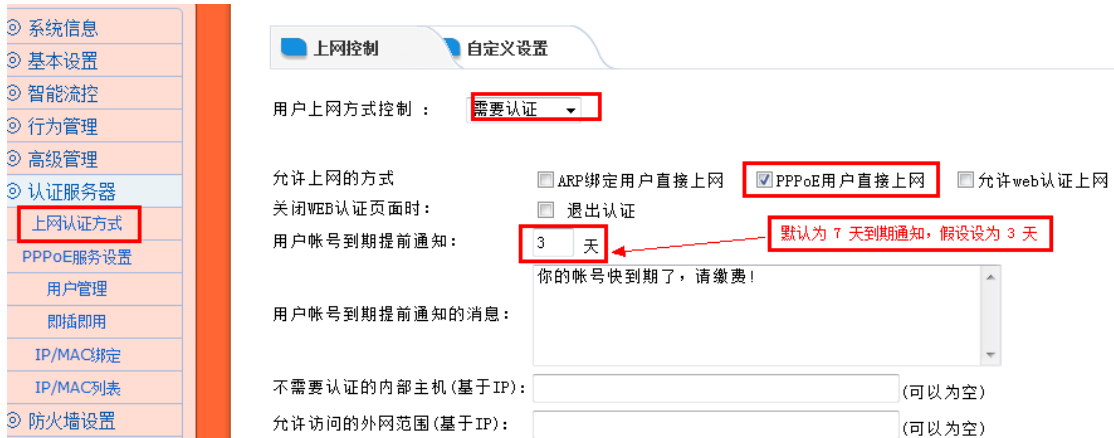 系统信息
基本设置
智能流控
行为管理
高级管理
认证服务器
上网认证方式
PPPoE服务设置
用户管理
即插即用
IP/MAC绑定
IP/MAC列表
防火墙设置
上网控制 自定义设置
用户上网方式控制 : 需要认证
允许上网的方式 ARP绑定用户直接上网 PPPoE用户直接上网 允许web认证上网
关闭WEB认证页面时: 退出认证
用户帐号到期提前通知: 3 天 默认为 7 天到期通知，假设设为 3 天
用户帐号到期提前通知的消息: 你的帐号快到期了，请缴费!
不需要认证的内部主机(基于IP): (可以为空)
允许访问的外网范围(基于IP): (可以为空)